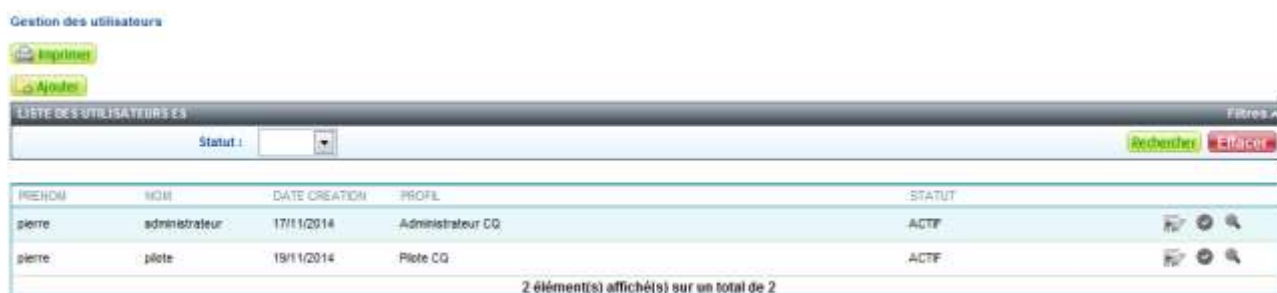 Gestion des utilisateurs
Imprimer
Ajouter
LISTE DES UTILISATEURS ES Filtres
Statut : Rechercher Effacer
PRENOM NOM DATE CREATION PROFIL STATUT
pierre administrateur 17/11/2014 Administrateur CQ ACTIF
pierre pilote 19/11/2014 Pilote CQ ACTIF
2 élément(s) affiché(s) sur un total de 2